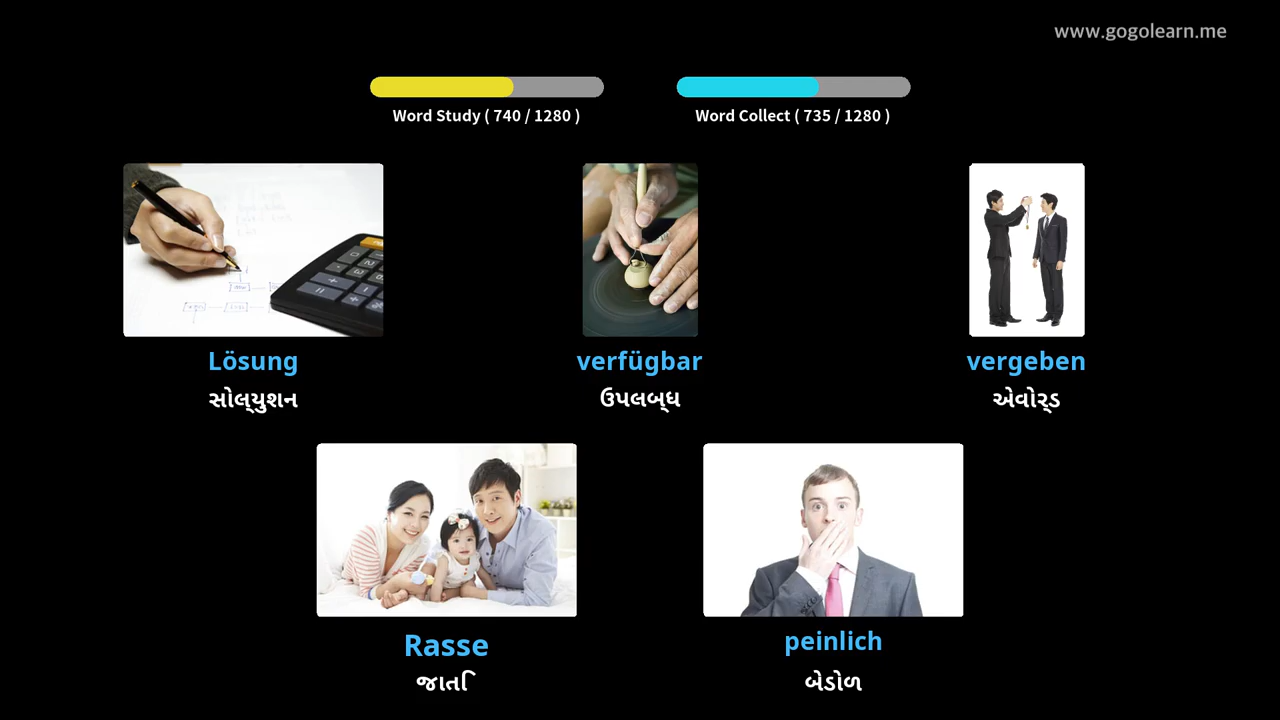 www.gogolearn.me
Word Study ( 740 / 1280 )
Word Collect ( 735 / 1280 )
Lösung
સોલ્યુશન
verfügbar
ઉપલબ્ધ
vergeben
એવોર્ડ
Rasse
જાતિ
peinlich
બેડોળ